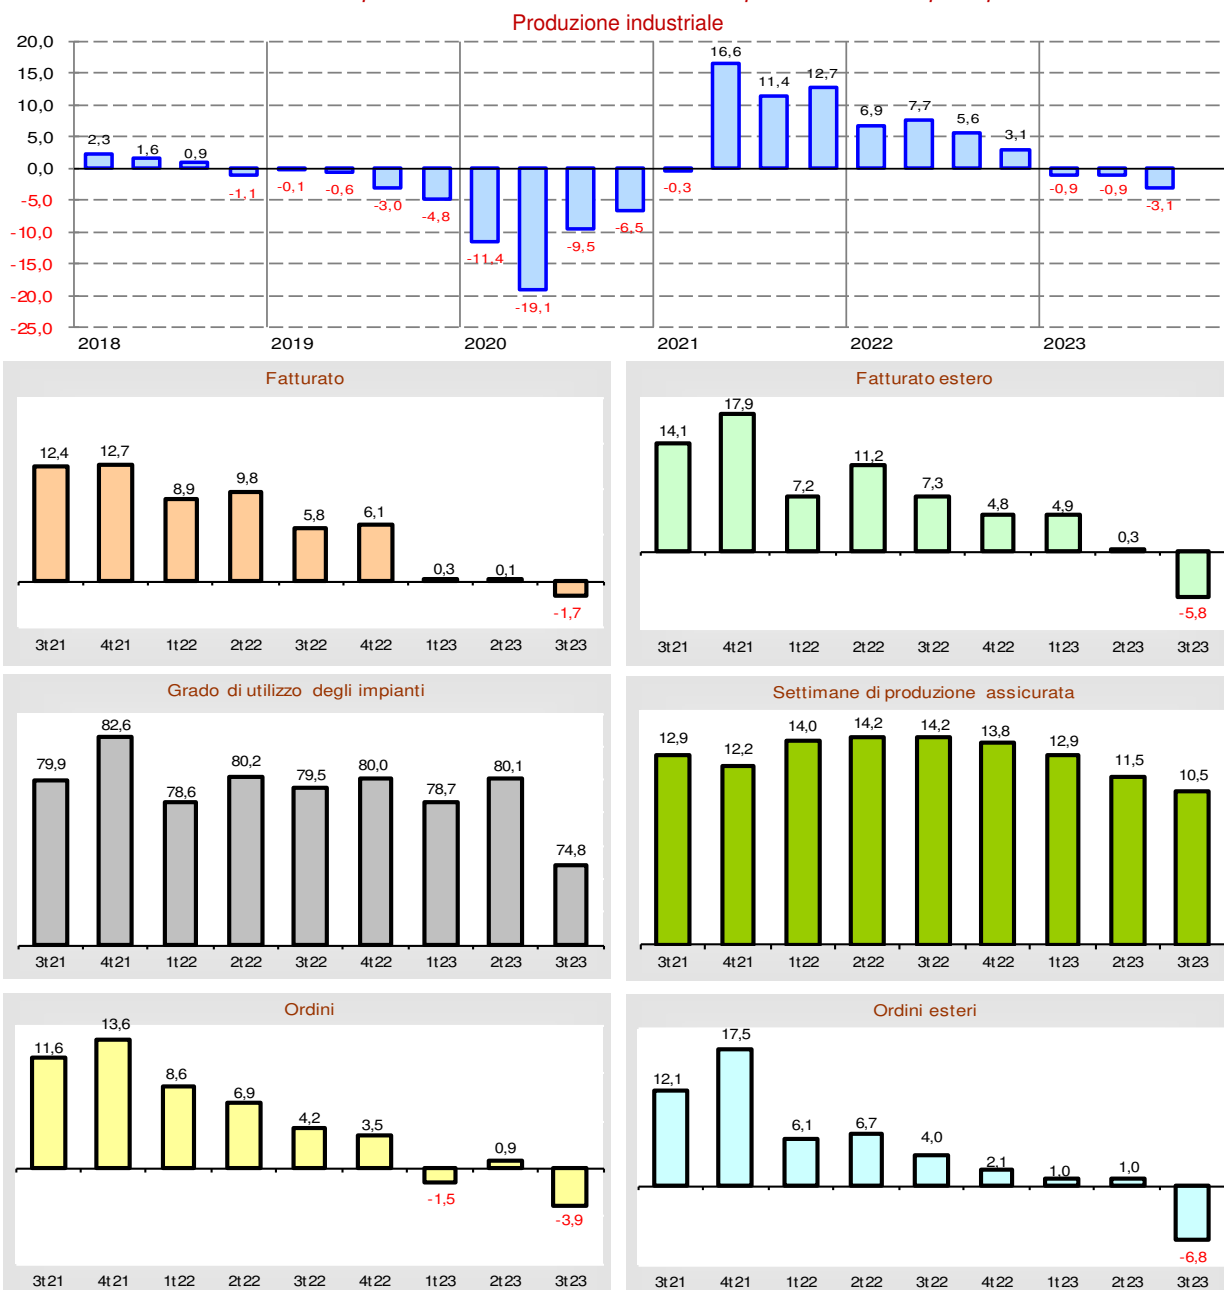 Produzione industriale
20,0
15,0
10,0
5,0
0,0
-5,0
-10,0
-15,0
-20,0
-25,0
2,3
1,6
0,9
-1,1
-0,1
-0,6
-3,0
-4,8
-11,4
-19,1
-9,5
-6,5
-0,3
16,6
11,4
12,7
6,9
7,7
5,6
3,1
-0,9
-0,9
-3,1
2018 2019 2020 2021 2022 2023
Fatturato
12,4 12,7 8,9 9,8 5,8 6,1 0,3 0,1 -1,7
3t21 4t21 1t22 2t22 3t22 4t22 1t23 2t23 3t23
Fatturato estero
14,1 17,9 7,2 11,2 7,3 4,8 4,9 0,3 -5,8
3t21 4t21 1t22 2t22 3t22 4t22 1t23 2t23 3t23
Grado di utilizzo degli impianti
79,9 82,6 78,6 80,2 79,5 80,0 78,7 80,1 74,8
3t21 4t21 1t22 2t22 3t22 4t22 1t23 2t23 3t23
Settimane di produzione assicurata
12,9 12,2 14,0 14,2 14,2 13,8 12,9 11,5 10,5
3t21 4t21 1t22 2t22 3t22 4t22 1t23 2t23 3t23
Ordini
11,6 13,6 8,6 6,9 4,2 3,5 -1,5 0,9 -3,9
3t21 4t21 1t22 2t22 3t22 4t22 1t23 2t23 3t23
Ordini esteri
12,1 17,5 6,1 6,7 4,0 2,1 1,0 1,0 -6,8
3t21 4t21 1t22 2t22 3t22 4t22 1t23 2t23 3t23